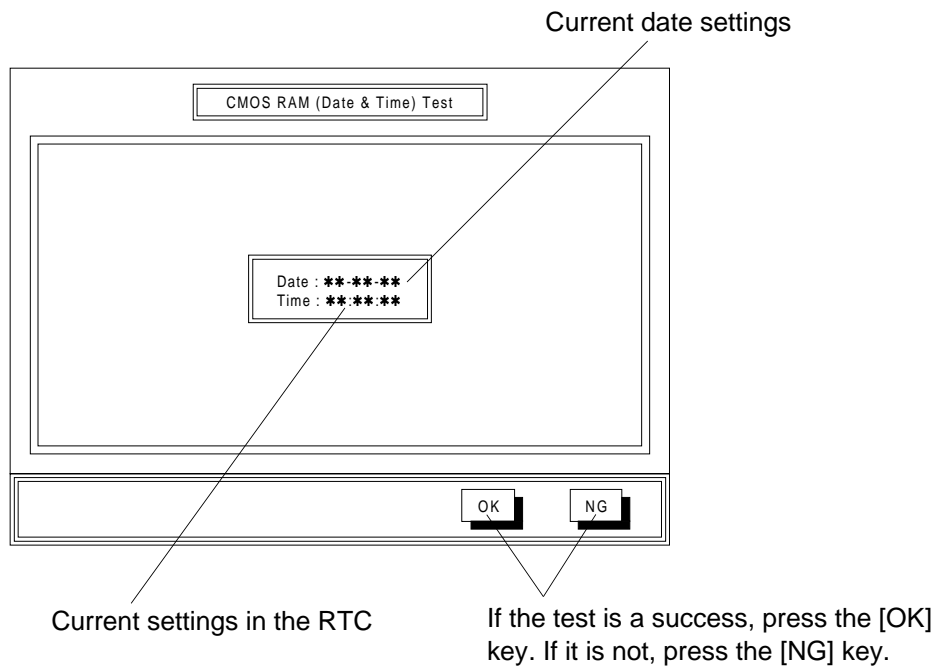 Current date settings
CMOS RAM (Date & Time) Test
Date : **-**-**
Time : **:**:**
OK
NG
Current settings in the RTC
If the test is a success, press the [OK]
key. If it is not, press the [NG] key.